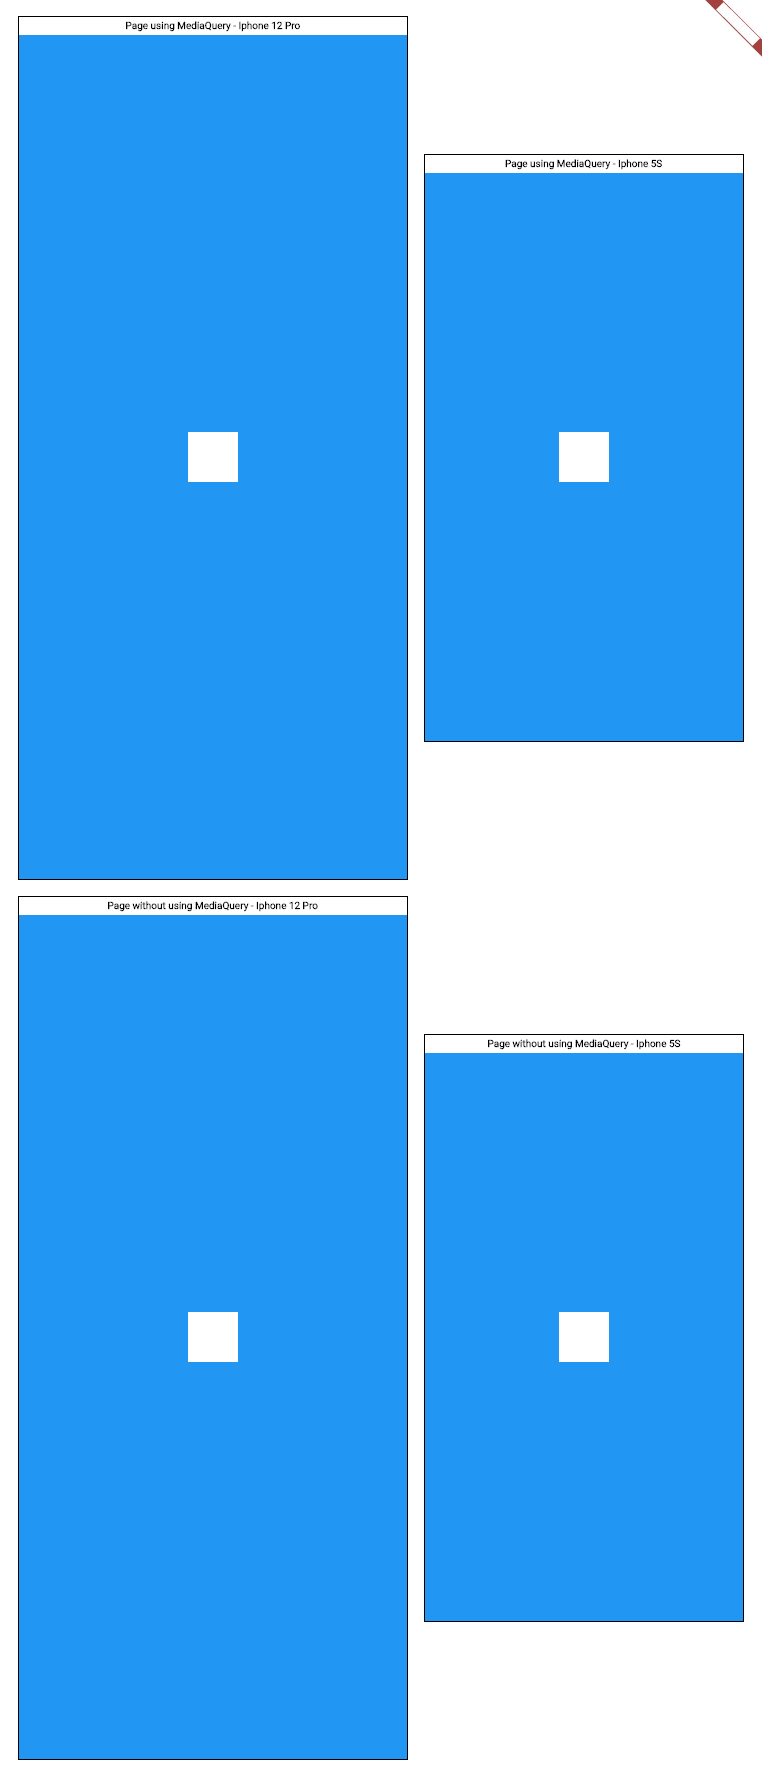 Page using MediaQuery - Iphone 12 Pro
Page using MediaQuery - Iphone 5S
Page without using MediaQuery - Iphone 12 Pro
Page without using MediaQuery - Iphone 5S